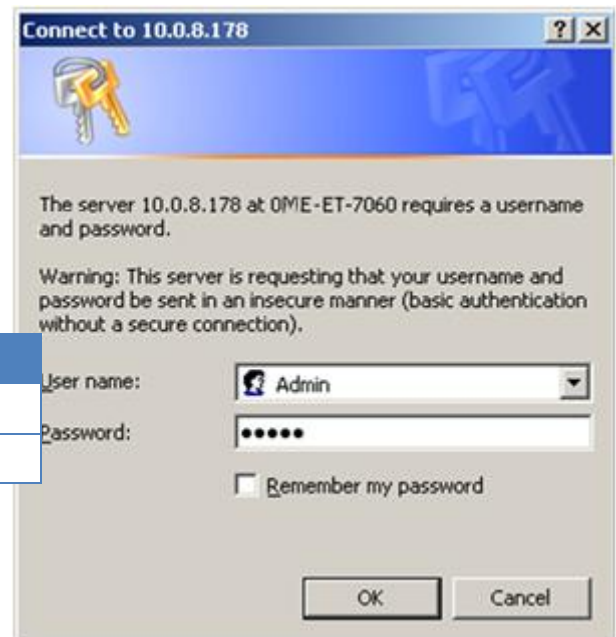 Connect to 10.0.8.178
The server 10.0.8.178 at 0ME-ET-7060 requires a username
and password.
Warning: This server is requesting that your username and
password be sent in an insecure manner (basic authentication
without a secure connection).
User name:
Admin
Password:
•••••
Remember my password
OK
Cancel